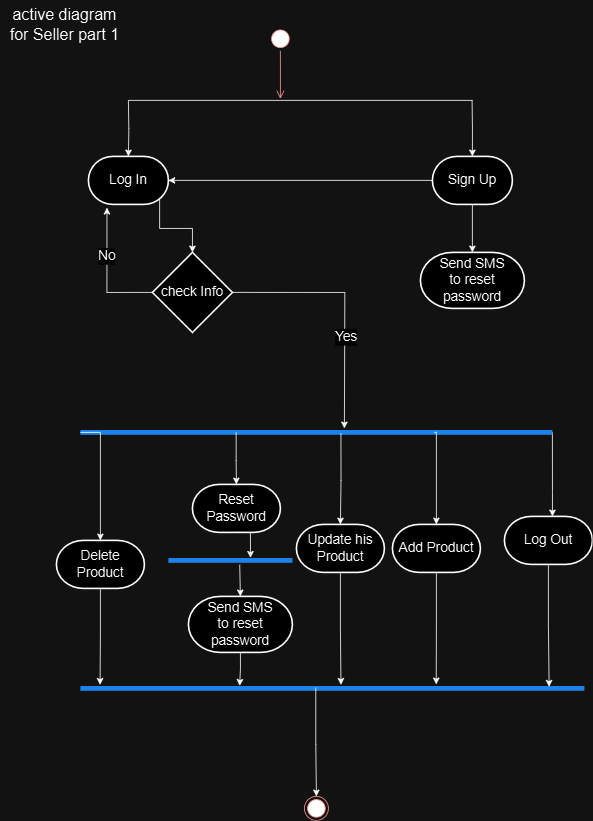 active diagram
for Seller part 1
Log In
Sign Up
No
check Info
Send SMS
to reset
password
Yes
Reset
Password
Update his
Product
Add Product
Log Out
Delete
Product
Send SMS
to reset
password